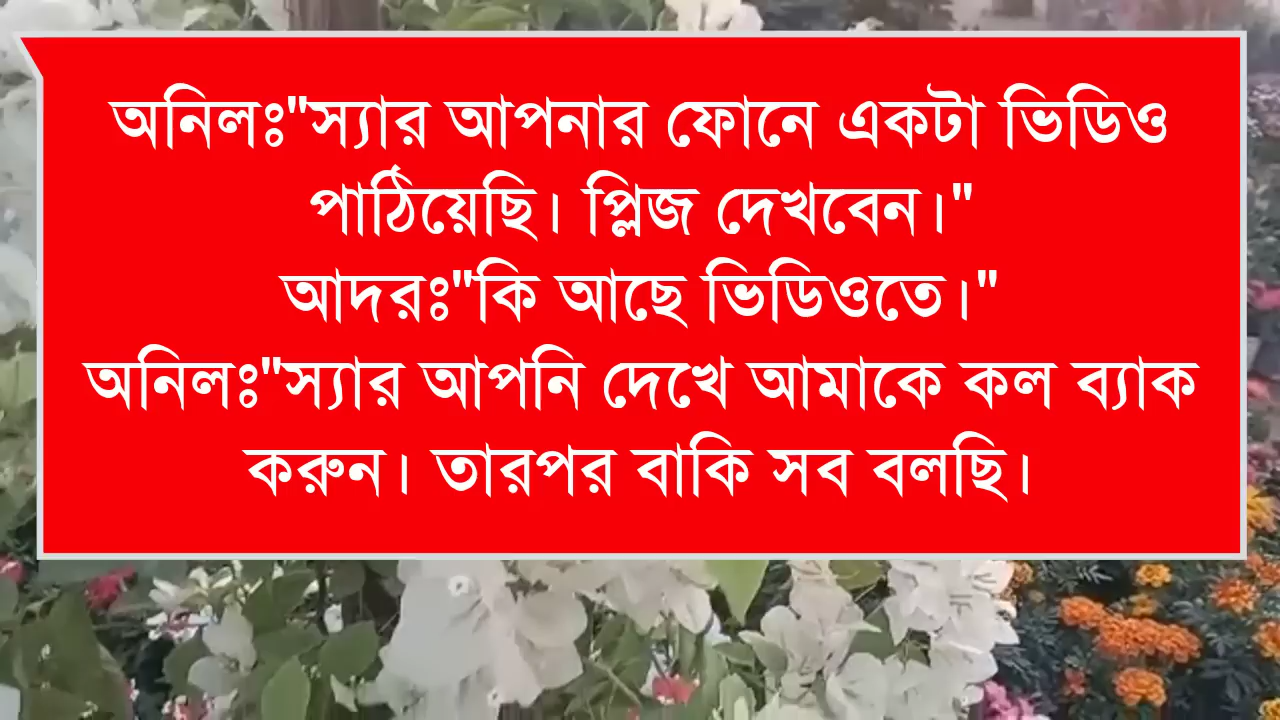 অনিলঃ"স্যার আপনার ফোনে একটা ভিডিও
পাঠিয়েছি। প্লিজ দেখবেন।"
আদরঃ"কি আছে ভিডিওতে।"
অনিলঃ"স্যার আপনি দেখে আমাকে কল ব্যাক
করুন। তারপর বাকি সব বলছি।